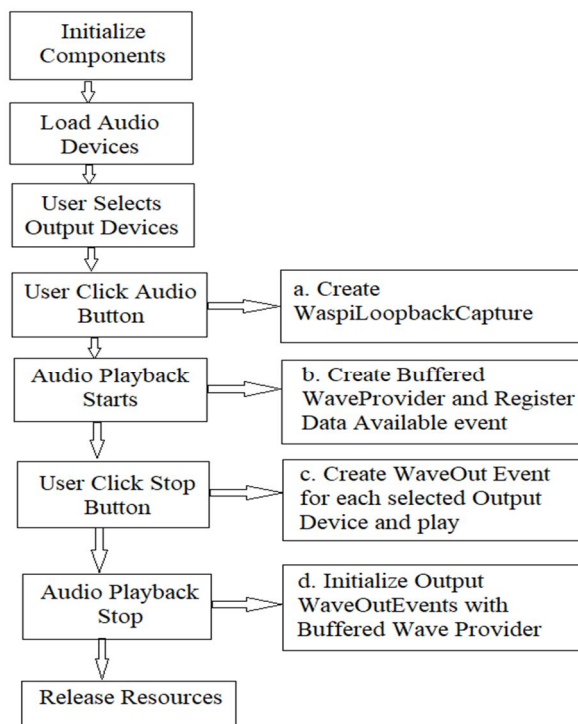 Initialize
Components
Load Audio
Devices
User Selects
Output Devices
User Click Audio
Button
a. Create
WaspiLoopbackCapture
Audio Playback
Starts
b. Create Buffered
WaveProvider and Register
Data Available event
User Click Stop
Button
c. Create WaveOut Event
for each selected Output
Device and play
Audio Playback
Stop
d. Initialize Output
WaveOutEvents with
Buffered Wave Provider
Release Resources